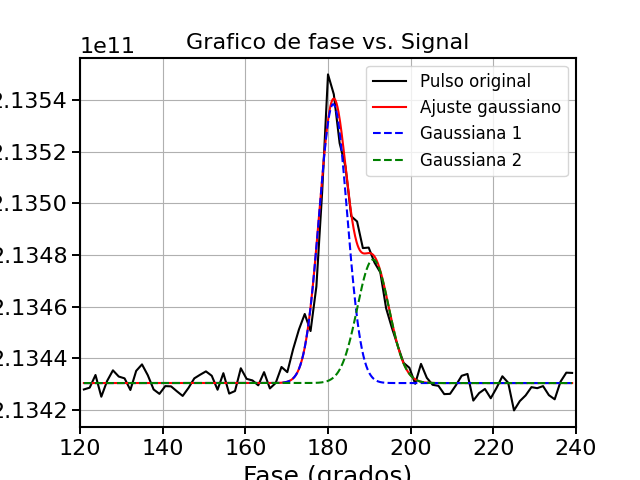 1e11
Grafico de fase vs. Signal
2.13554
2.1352
2.1350
2.1348
2.1346
2.1344
2.1342
120 140 160 180 200 220 240
Fase (grados)
Pulso original
Ajuste gaussiano
Gaussiana 1
Gaussiana 2